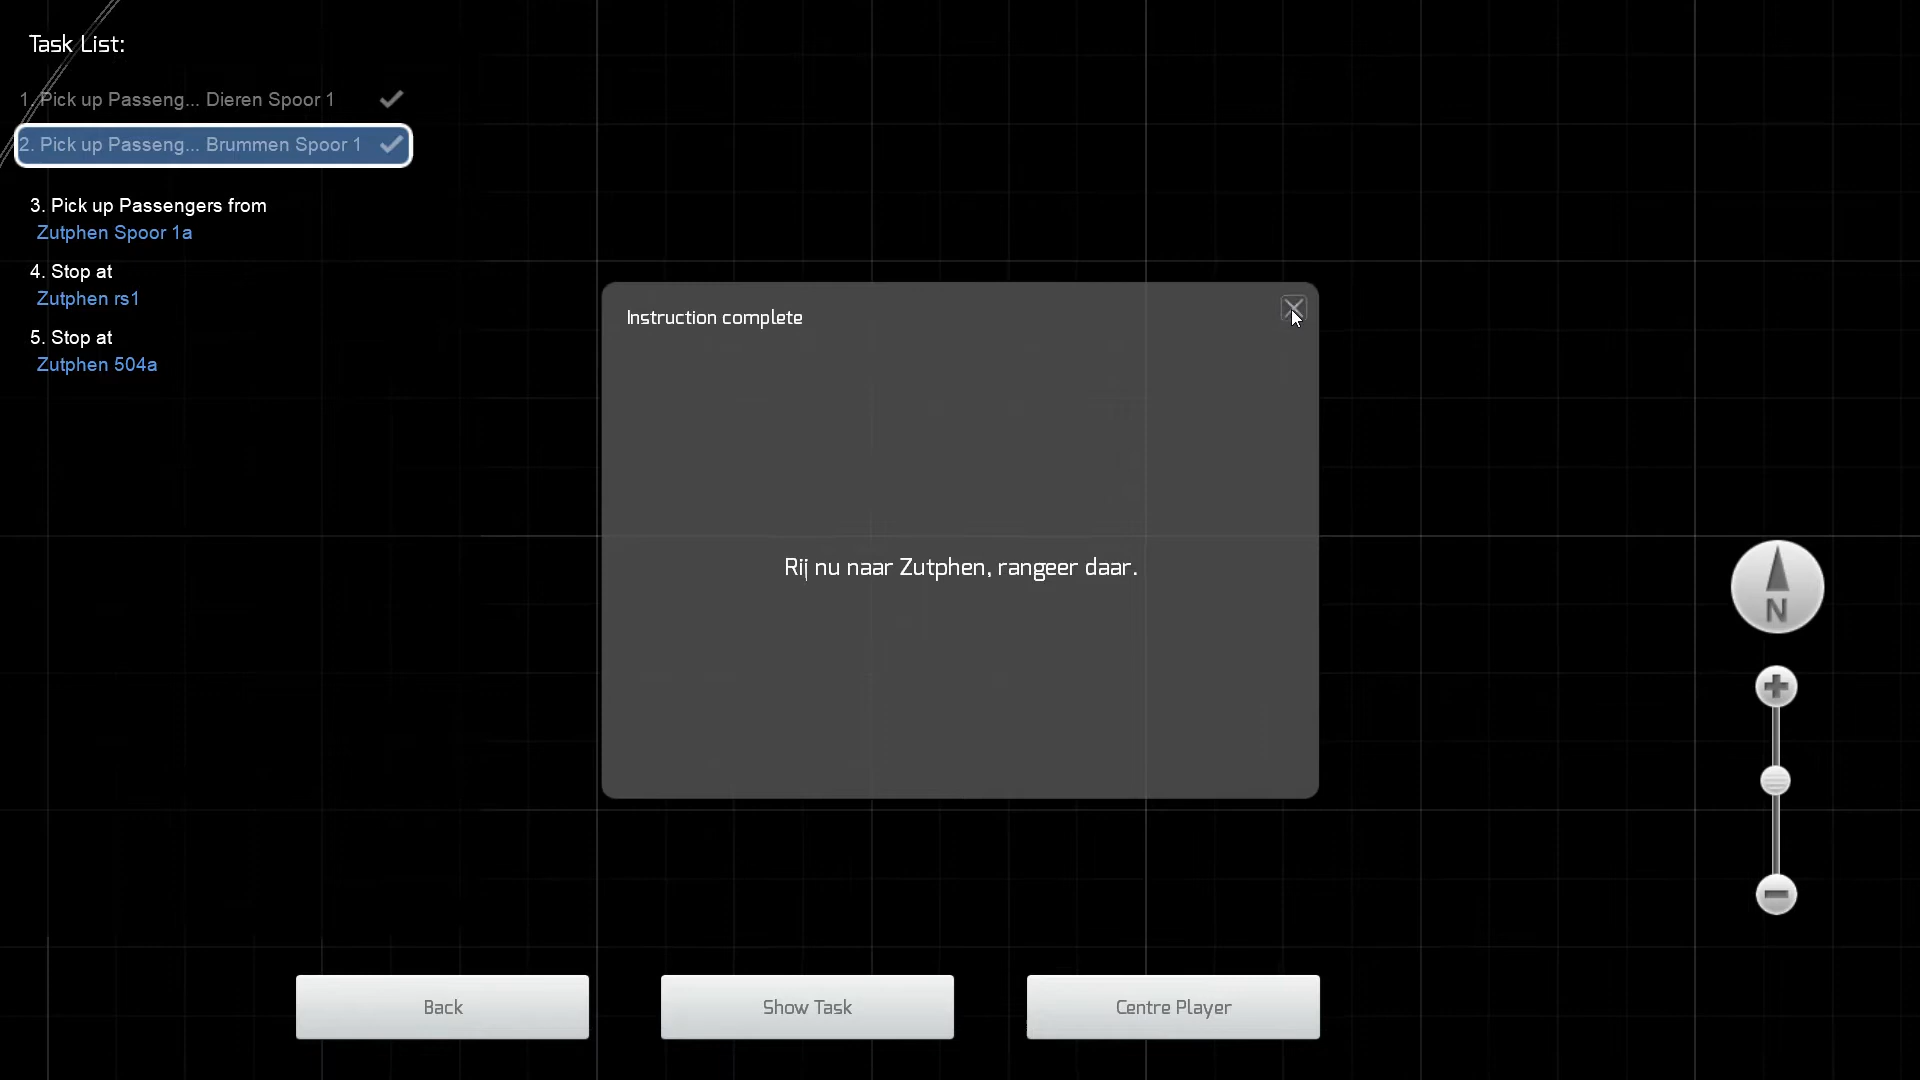 Task List:
1. Pick up Passeng... Dieren Spoor 1
2. Pick up Passeng... Brummen Spoor 1
3. Pick up Passengers from
Zutphen Spoor 1a
4. Stop at
Zutphen rs1
5. Stop at
Zutphen 504a
Instruction complete
Rij nu naar Zutphen, rangeer daar.
N
Back
Show Task
Centre Player